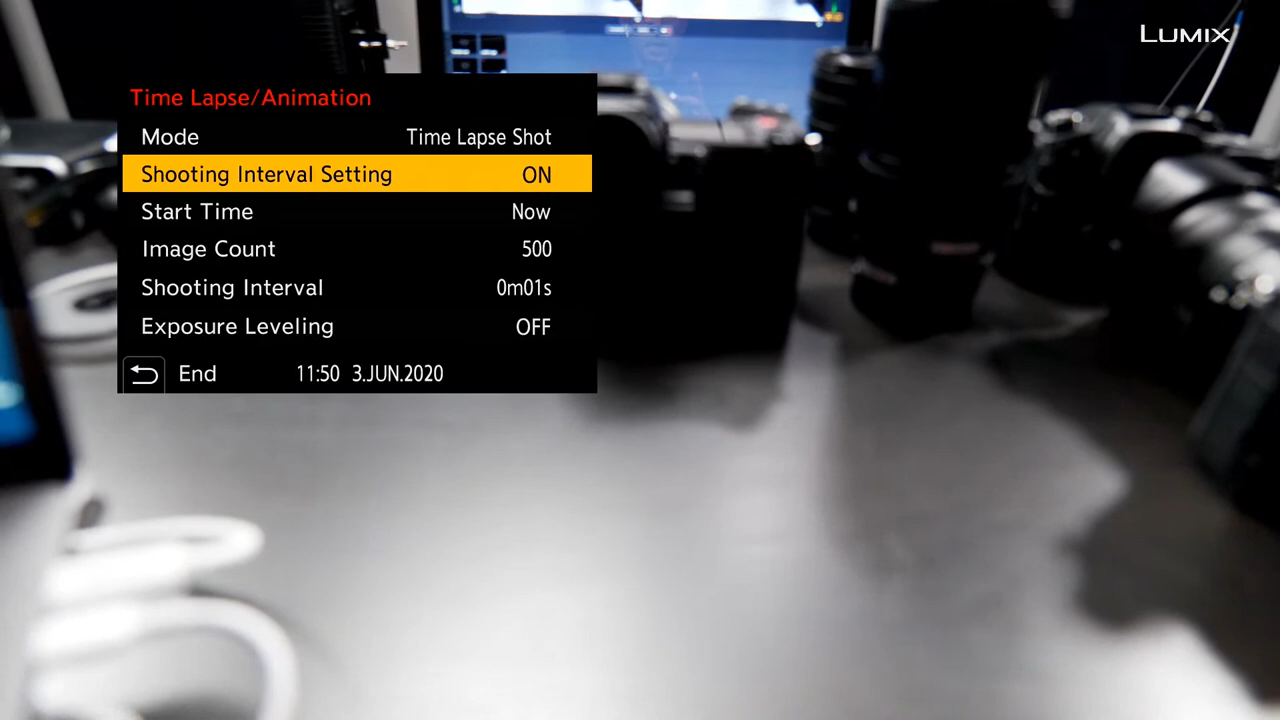 LUMIX
Time Lapse/Animation
Mode Time Lapse Shot
Shooting Interval Setting ON
Start Time Now
Image Count 500
Shooting Interval 0m01s
Exposure Leveling OFF
End 11:50 3.JUN.2020